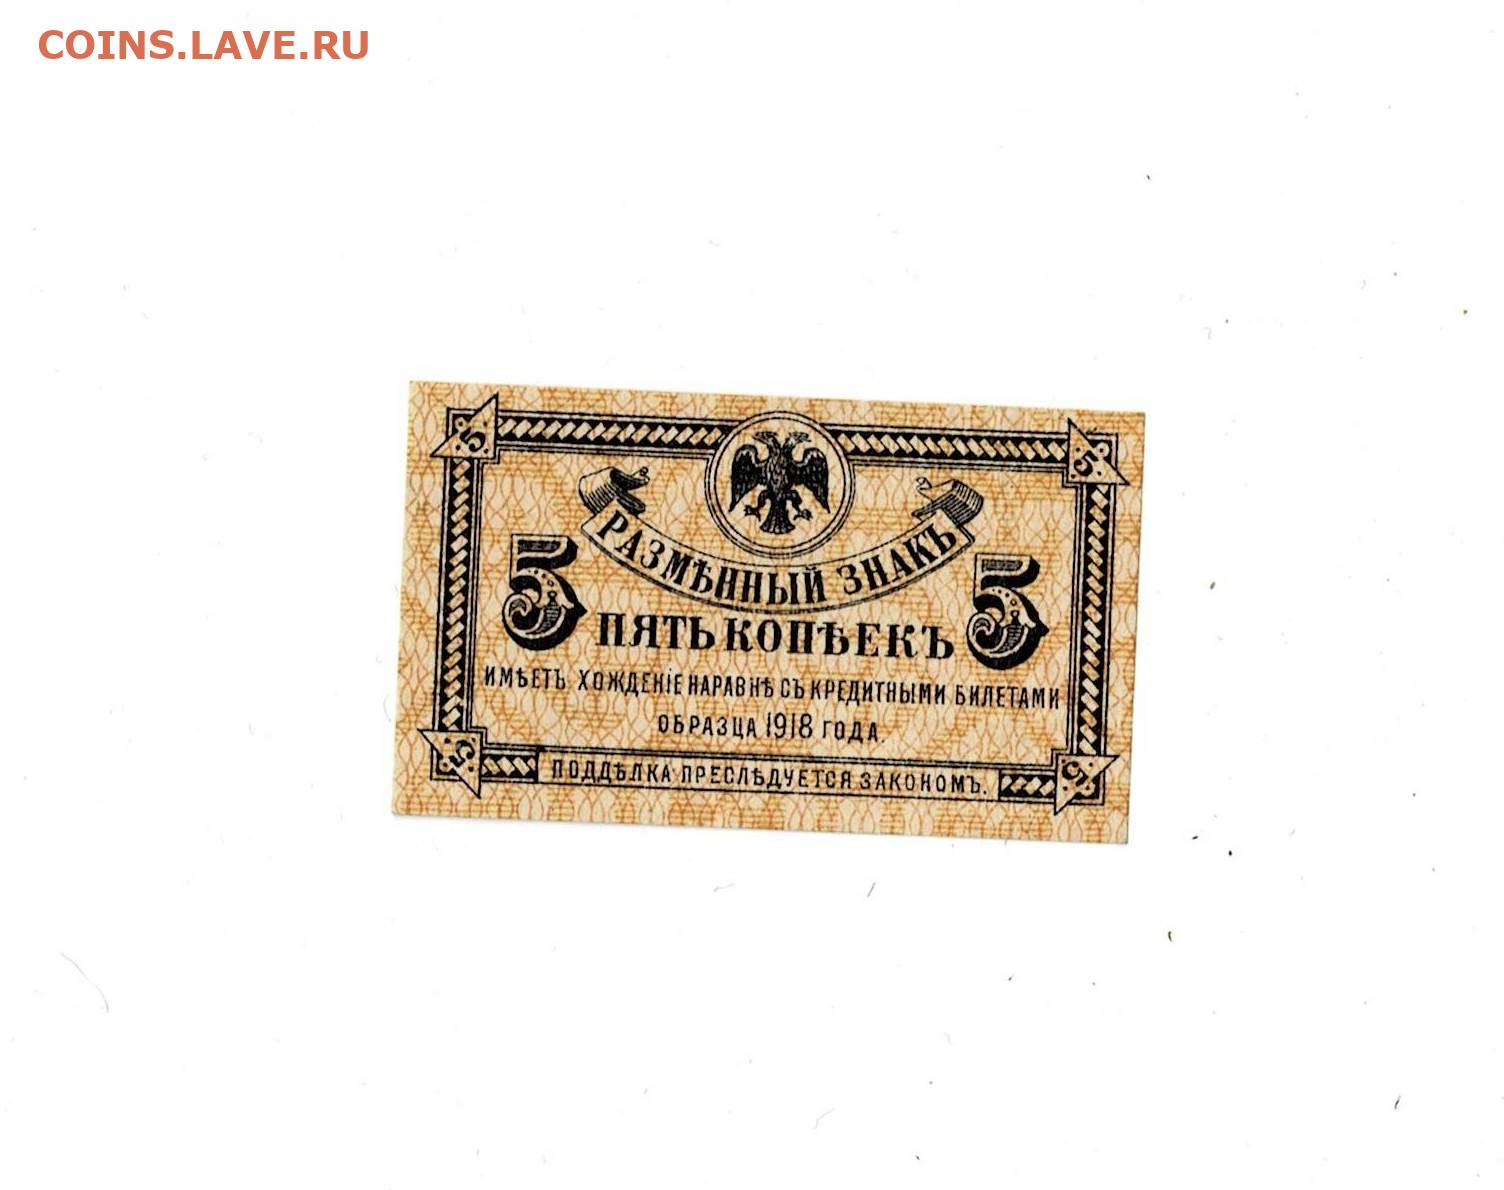 COINS.LAVE.RU
5 5
РАЗМѢННЫЙ ЗНАКЪ
5 5
ПЯТЬ КОПѢЕКЪ
ИМѢЕТЪ ХОЖДЕНІЕ НАРАВНѢ СЪ КРЕДИТНЫМИ БИЛЕТАМИ
ОБРАЗЦА 1918 ГОДА.
5 5
ПОДДѢЛКА ПРЕСЛѢДУЕТСЯ ЗАКОНОМЪ.